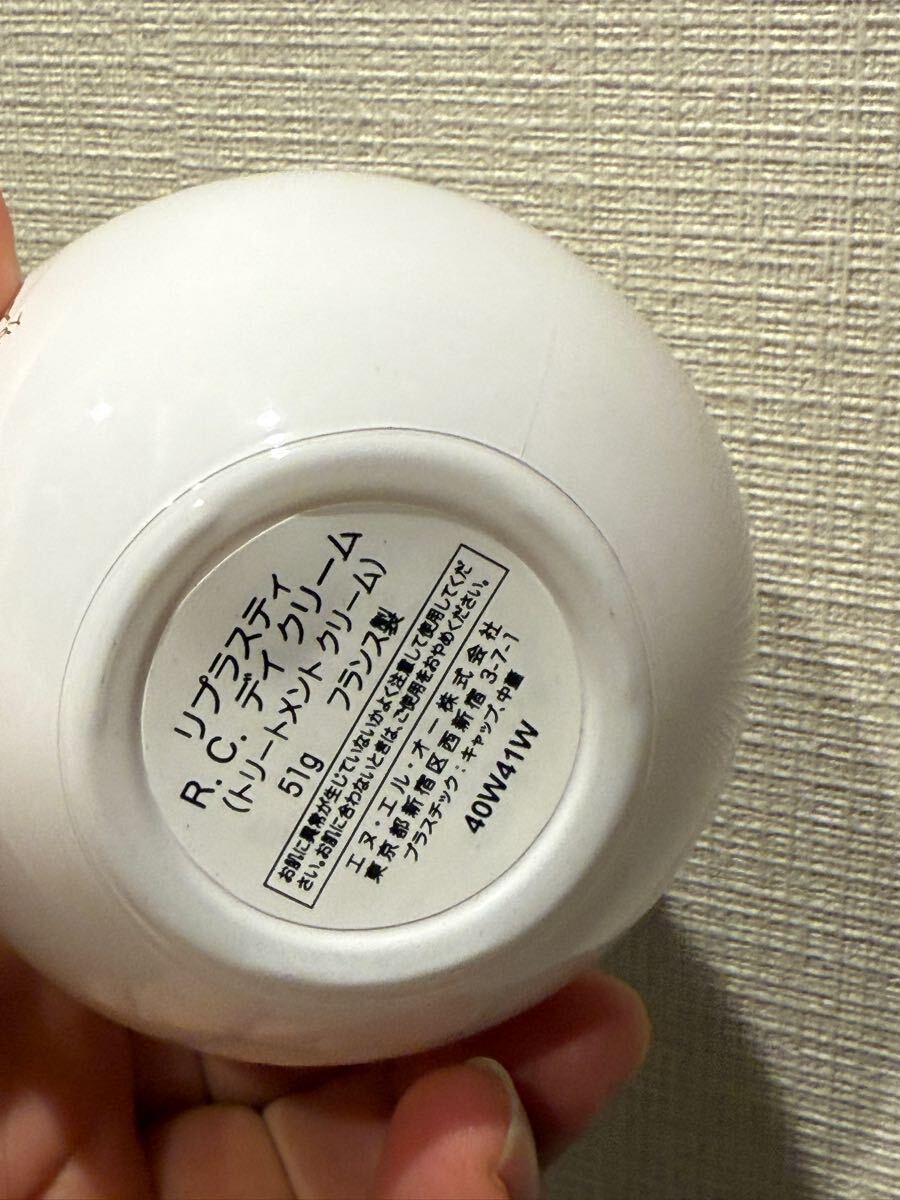 リプラスティ
R. C. デイ クリーム
(トリートメント クリーム)
51g フランス製
お肌に異常が生じていないかよく注意して使用してくだ
さい。お肌に合わないときは、ご使用をおやめください。
エヌ・エル・オー株式会社
東京都新宿区西新宿 3-7-1
プラスチック：キャップ、中蓋
40W41W